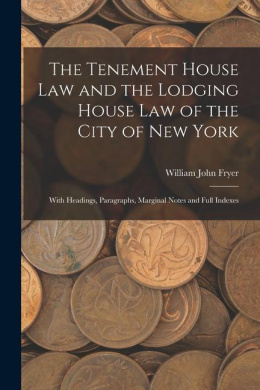 The Tenement House
Law and the Lodging
House Law of the
City of New York
William John Fryer
With Headings, Paragraphs, Marginal Notes and Full Indexes